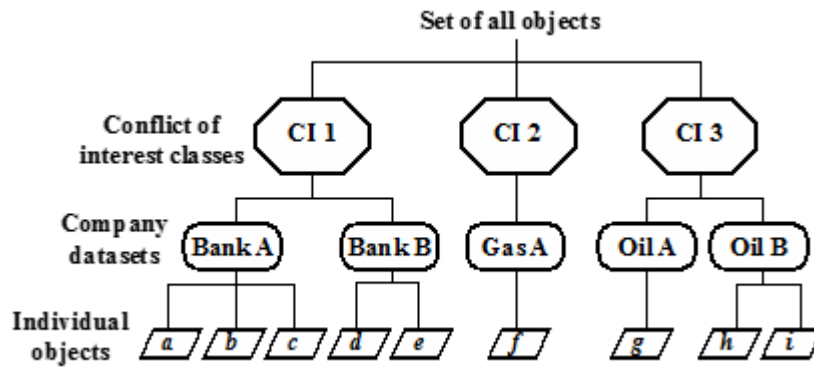 Set of all objects
Conflict of
interest classes
CI 1
CI 2
CI 3
Company
datasets
Bank A
Bank B
Gas A
Oil A
Oil B
Individual
objects
a
b
c
d
e
f
g
h
i